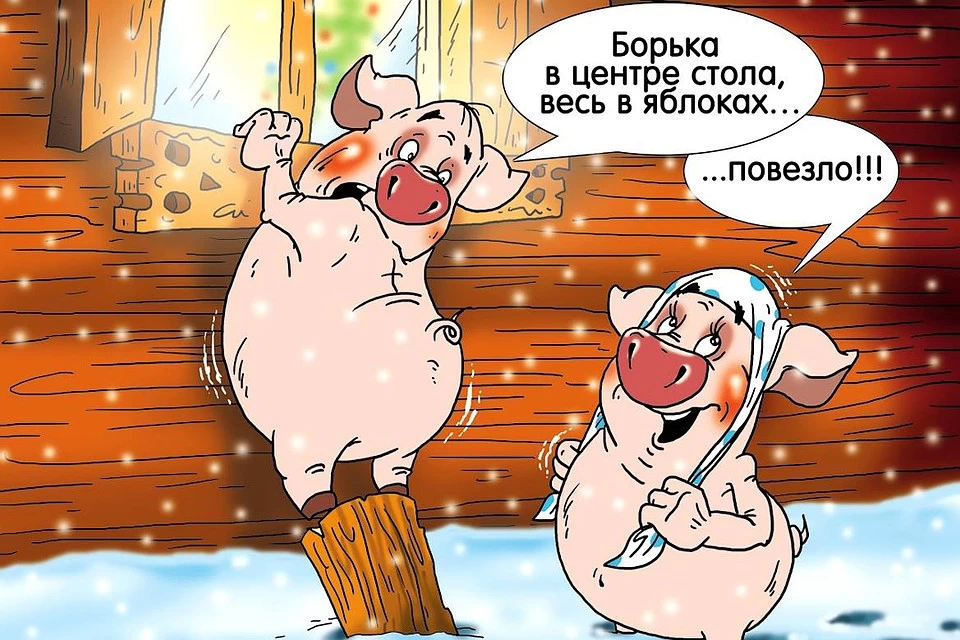 Борька
в центре стола,
весь в яблоках...
...повезло!!!